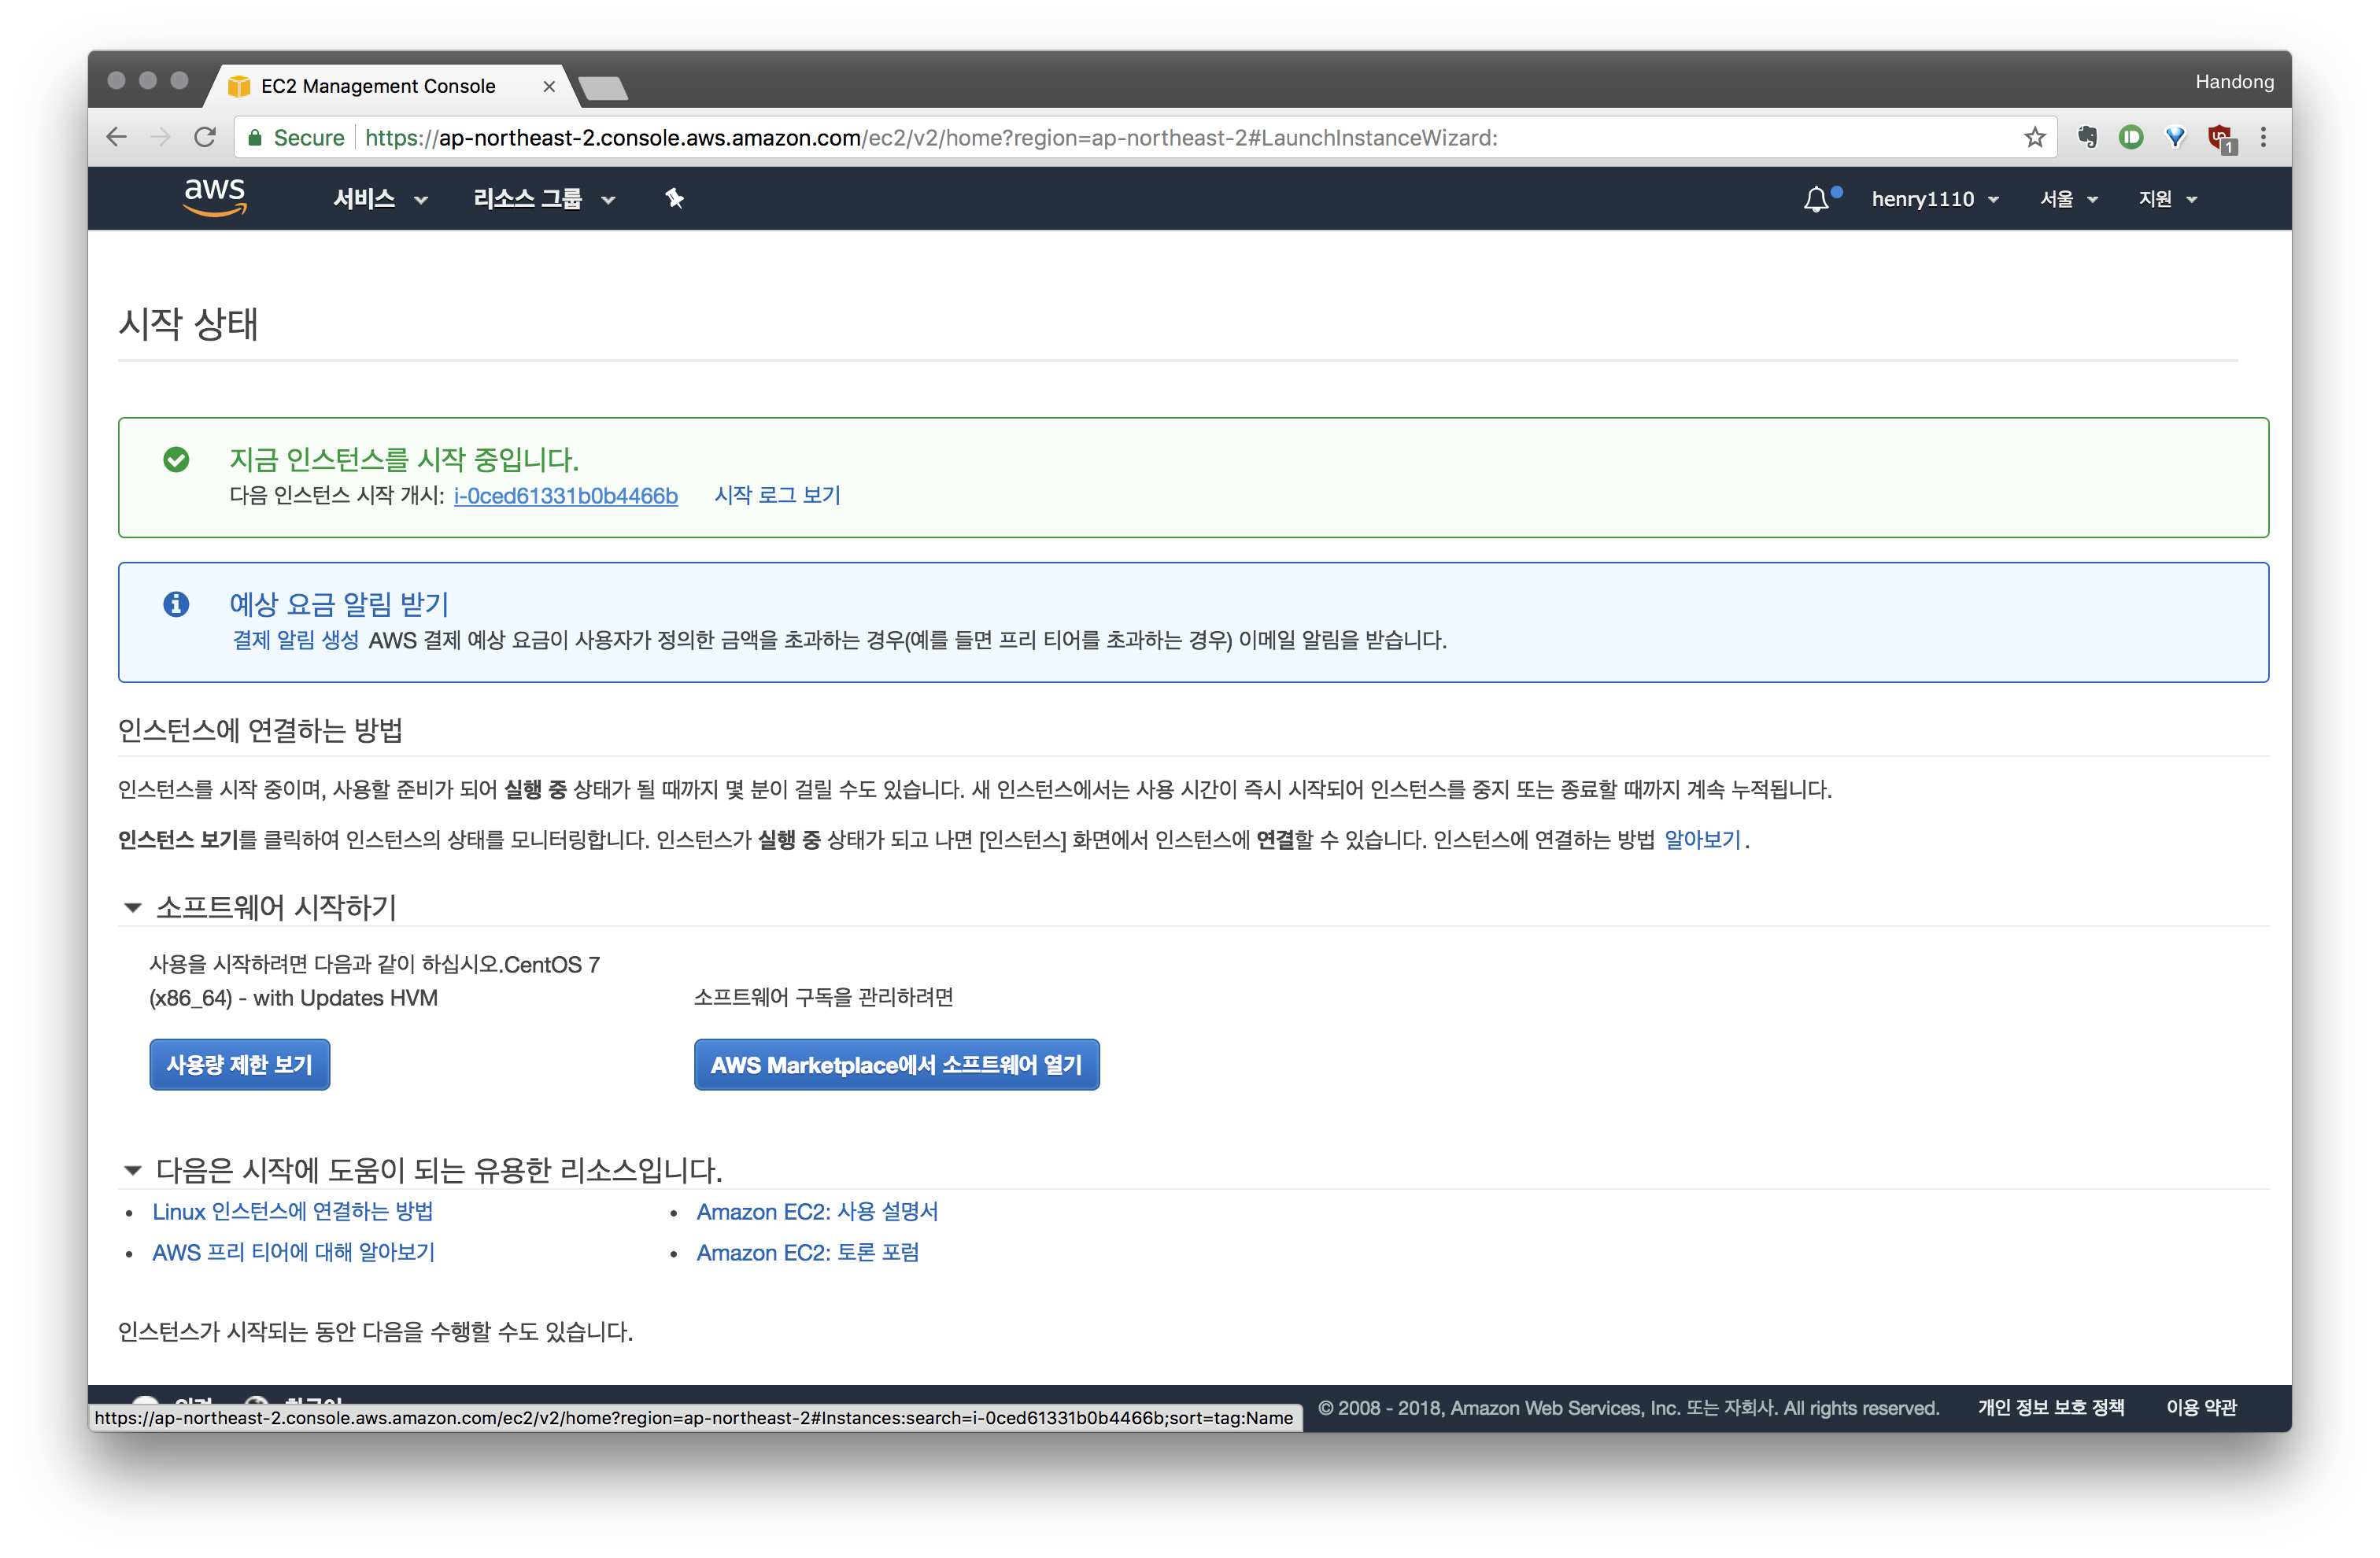 EC2 Management Console
Handong
Secure https://ap-northeast-2.console.aws.amazon.com/ec2/v2/home?region=ap-northeast-2#LaunchInstanceWizard:
1
aws 서비스 리소스 그룹 henry1110 서울 지원
시작 상태
지금 인스턴스를 시작 중입니다.
다음 인스턴스 시작 개시: i-0ced61331b0b4466b 시작 로그 보기
예상 요금 알림 받기
결제 알림 생성 AWS 결제 예상 요금이 사용자가 정의한 금액을 초과하는 경우(예를 들면 프리 티어를 초과하는 경우) 이메일 알림을 받습니다.
인스턴스에 연결하는 방법
인스턴스를 시작 중이며, 사용할 준비가 되어 실행 중 상태가 될 때까지 몇 분이 걸릴 수도 있습니다. 새 인스턴스에서는 사용 시간이 즉시 시작되어 인스턴스를 중지 또는 종료할 때까지 계속 누적됩니다.
인스턴스 보기를 클릭하여 인스턴스의 상태를 모니터링합니다. 인스턴스가 실행 중 상태가 되고 나면 [인스턴스] 화면에서 인스턴스에 연결할 수 있습니다. 인스턴스에 연결하는 방법 알아보기.
소프트웨어 시작하기
사용을 시작하려면 다음과 같이 하십시오.CentOS 7
(x86_64) - with Updates HVM
소프트웨어 구독을 관리하려면
사용량 제한 보기
AWS Marketplace에서 소프트웨어 열기
다음은 시작에 도움이 되는 유용한 리소스입니다.
Linux 인스턴스에 연결하는 방법
Amazon EC2: 사용 설명서
AWS 프리 티어에 대해 알아보기
Amazon EC2: 토론 포럼
인스턴스가 시작되는 동안 다음을 수행할 수도 있습니다.
https://ap-northeast-2.console.aws.amazon.com/ec2/v2/home?region=ap-northeast-2#Instances:search=i-0ced61331b0b4466b;sort=tag:Name
© 2008 - 2018, Amazon Web Services, Inc. 또는 자회사. All rights reserved. 개인 정보 보호 정책 이용 약관